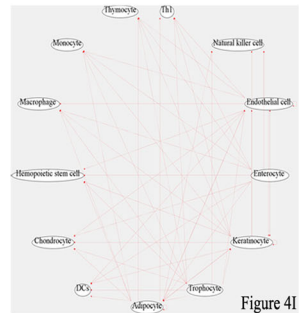 Thymocyte Th1
Monocyte Natural killer cell
Macrophage Endothelial cell
Hemopoietic stem cell Enterocyte
Chondrocyte Keratinocyte
DCs Trophocyte
Adipocyte
Figure 4I